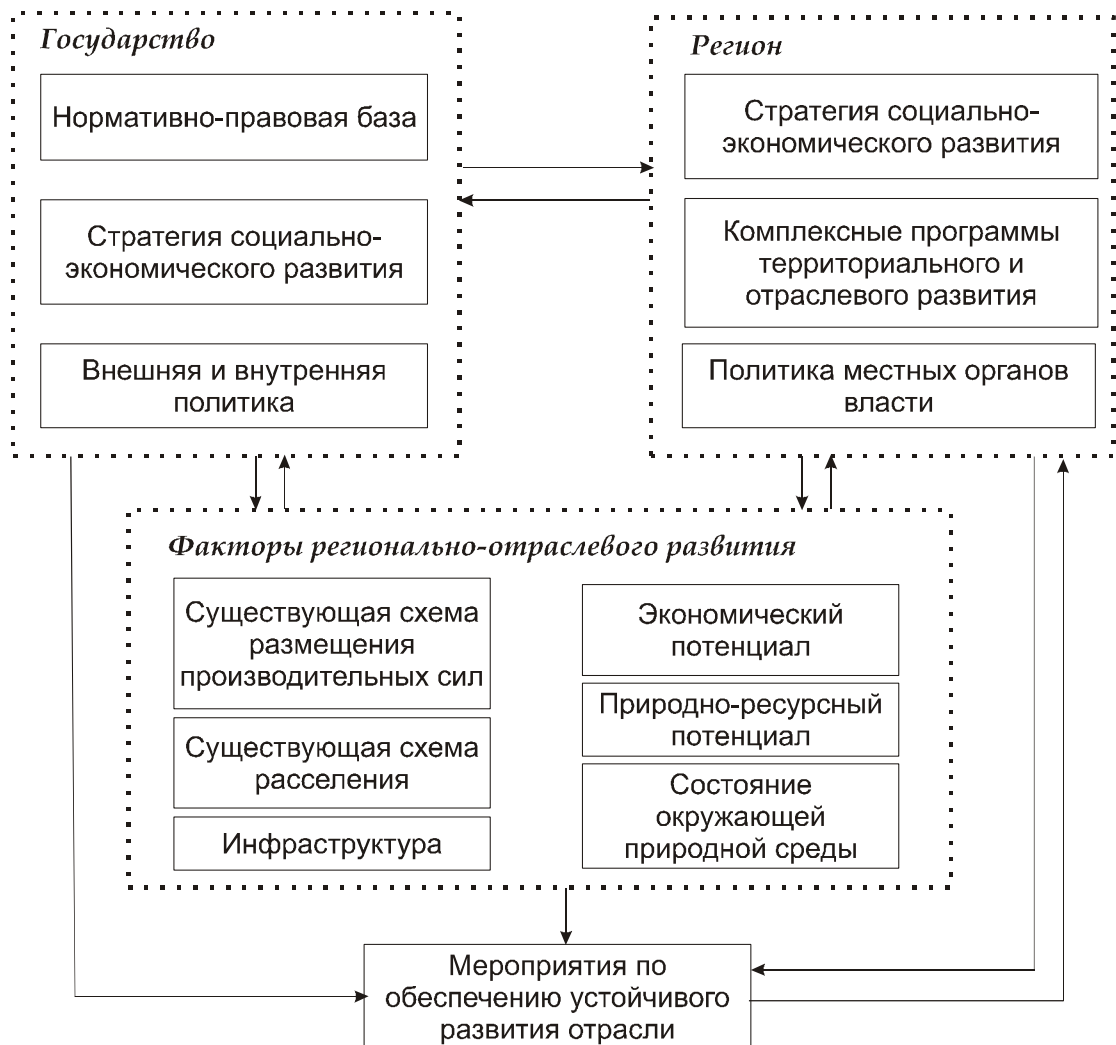 Государство
Нормативно-правовая база
Стратегия социально-
экономического развития
Внешняя и внутренняя
политика
Регион
Стратегия социально-
экономического развития
Комплексные программы
территориального и
отраслевого развития
Политика местных органов
власти
Факторы регионально-отраслевого развития
Существующая схема
размещения
производительных сил
Существующая схема
расселения
Инфраструктура
Экономический
потенциал
Природно-ресурсный
потенциал
Состояние
окружающей
природной среды
Мероприятия по
обеспечению устойчивого
развития отрасли